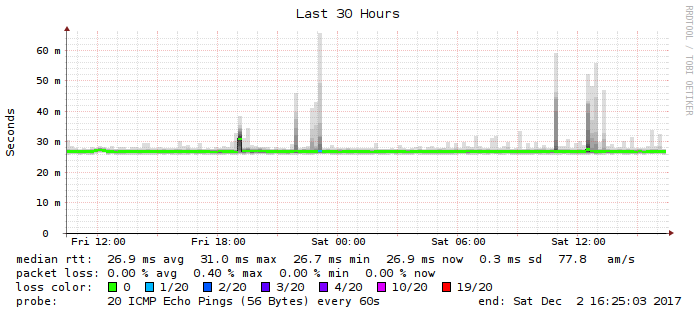 Last 30 Hours
RRDTOOL / TOBI OETIKER
Seconds
60 m
50 m
40 m
30 m
20 m
10 m
0
Fri 12:00 Fri 18:00 Sat 00:00 Sat 06:00 Sat 12:00
median rtt: 26.9 ms avg 31.0 ms max 26.7 ms min 26.9 ms now 0.3 ms sd 77.8 am/s
packet loss: 0.00 % avg 0.40 % max 0.00 % min 0.00 % now
loss color: 0 1/20 2/20 3/20 4/20 10/20 19/20
probe: 20 ICMP Echo Pings (56 Bytes) every 60s end: Sat Dec 2 16:25:03 2017